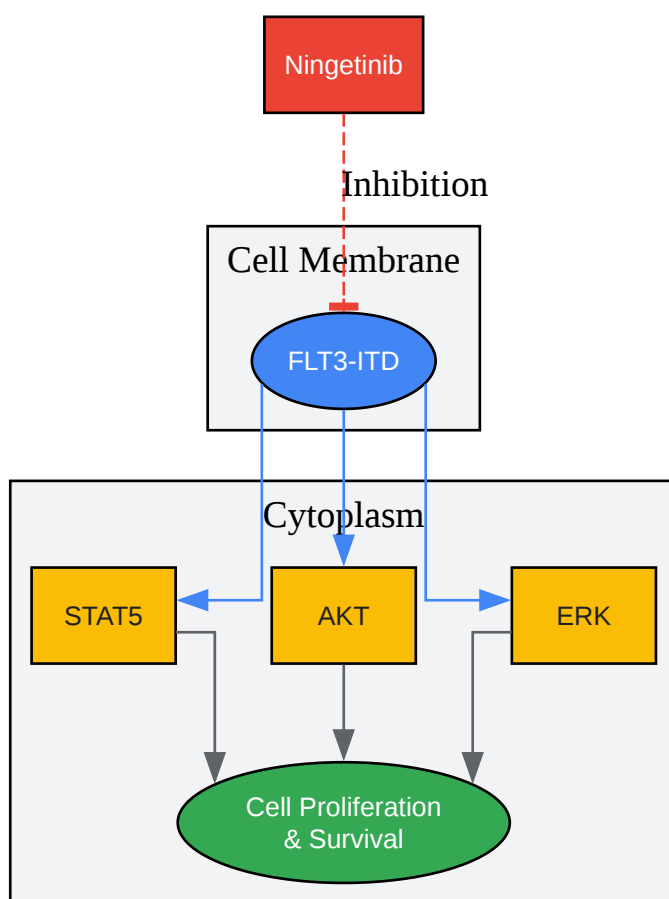 Ningetinib
Inhibition
Cell Membrane
FLT3-ITD
Cytoplasm
STAT5
AKT
ERK
Cell Proliferation
& Survival